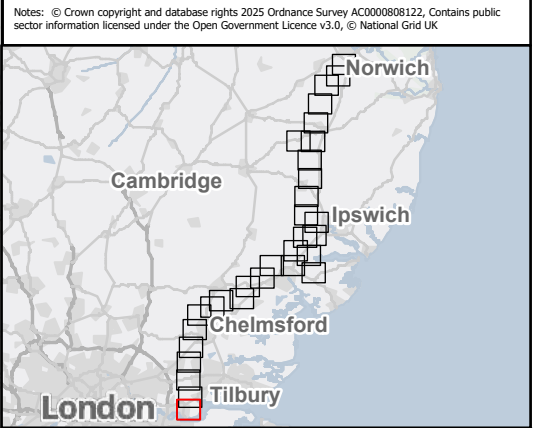 Notes: © Crown copyright and database rights 2025 Ordnance Survey AC0000808122, Contains public
sector information licensed under the Open Government Licence v3.0, © National Grid UK
Norwich
Cambridge
Ipswich
Chelmsford
Tilbury
London